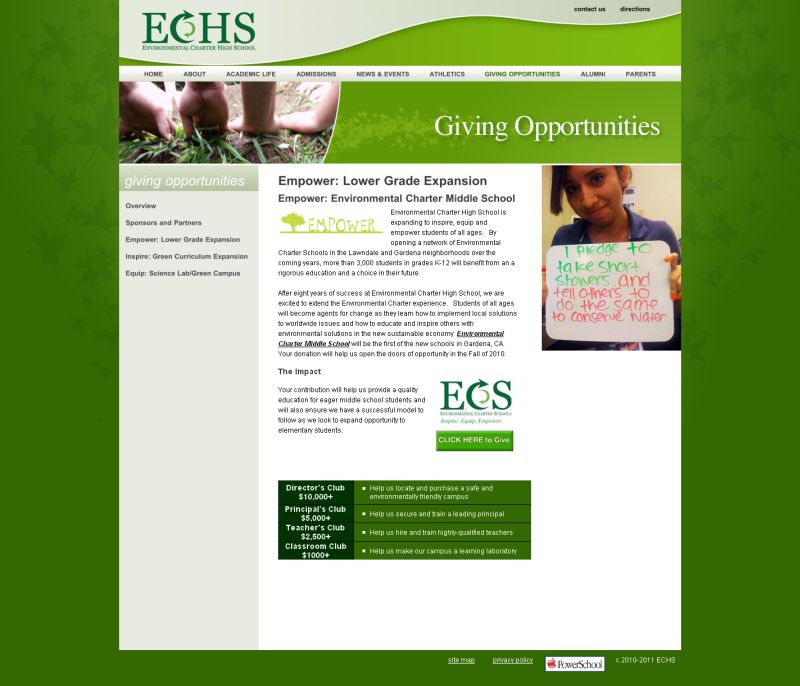 contact us directions
ECHS
ENVIRONMENTAL CHARTER HIGH SCHOOL
HOME ABOUT ACADEMIC LIFE ADMISSIONS NEWS & EVENTS ATHLETICS GIVING OPPORTUNITIES ALUMNI PARENTS
Giving Opportunities
giving opportunities
Overview
Sponsors and Partners
Empower: Lower Grade Expansion
Inspire: Green Curriculum Expansion
Equip: Science Lab/Green Campus
Empower: Lower Grade Expansion
Empower: Environmental Charter Middle School
EMPOWER
Environmental Charter High School is
expanding to inspire, equip and
empower students of all ages. By
opening a network of Environmental
Charter Schools in the Lawndale and Gardena neighborhoods over the
coming years, more than 3,000 students in grades K-12 will benefit from an
rigorous education and a choice in their future.
After eight years of success at Environmental Charter High School, we are
excited to extend the Environmental Charter experience. Students of all ages
will become agents for change as they learn how to implement local solutions
to worldwide issues and how to educate and inspire others with
environmental solutions in the new sustainable economy. Environmental
Charter Middle School will be the first of the new schools in Gardena, CA.
Your donation will help us open the doors of opportunity in the Fall of 2010.
The Impact
Your contribution will help us provide a quality
education for eager middle school students and
will also ensure we have a successful model to
follow as we look to expand opportunity to
elementary students.
ECS
ENVIRONMENTAL CHARTER SCHOOLS
Inspire. Equip. Empower.
CLICK HERE to Give
I pledge to
take short
showers and
tell others to
do the same
to conserve water
Director's Club
$10,000+
Help us locate and purchase a safe and
environmentally friendly campus
Principal's Club
$5,000+
Help us secure and train a leading principal
Teacher's Club
$2,500+
Help us hire and train highly-qualified teachers
Classroom Club
$1000+
Help us make our campus a learning laboratory
site map privacy policy PowerSchool c.2010-2011 ECHS